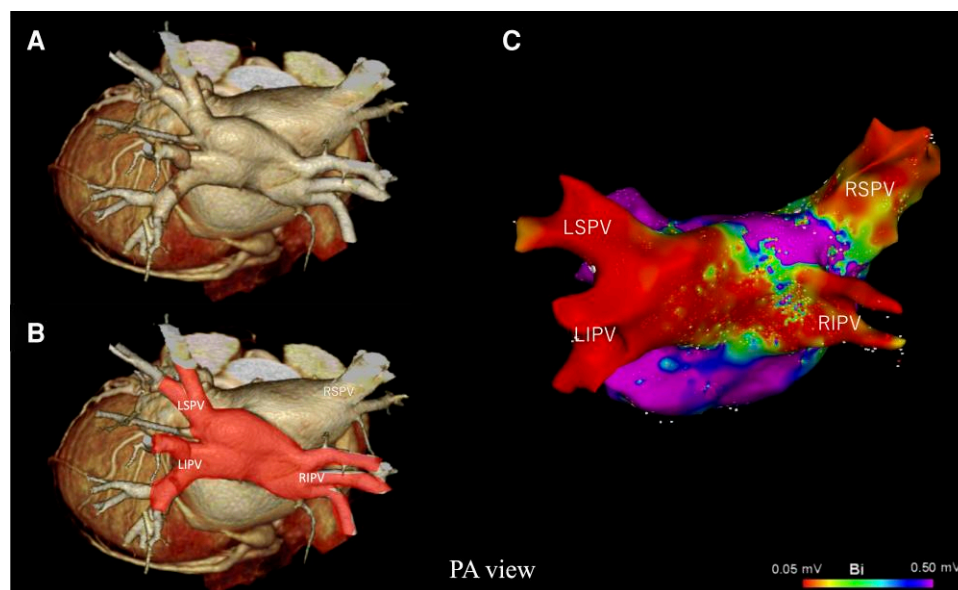 A
C
RSPV
LSPV
LIPV
RIPV
B
RSPV
LSPV
LIPV
RIPV
PA view
0.05 mV Bi 0.50 mV